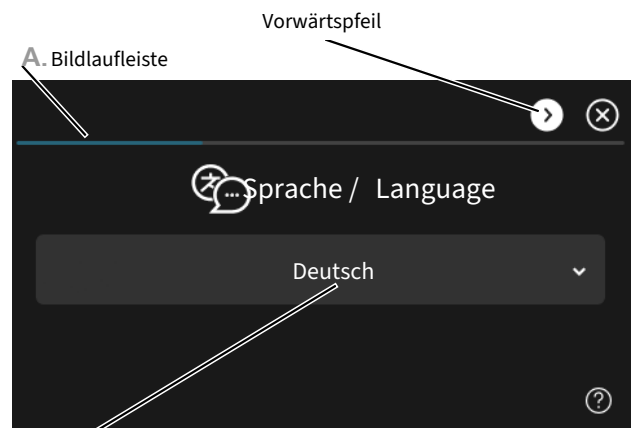 Vorwärtspfeil
A. Bildlaufleiste
Sprache / Language
Deutsch